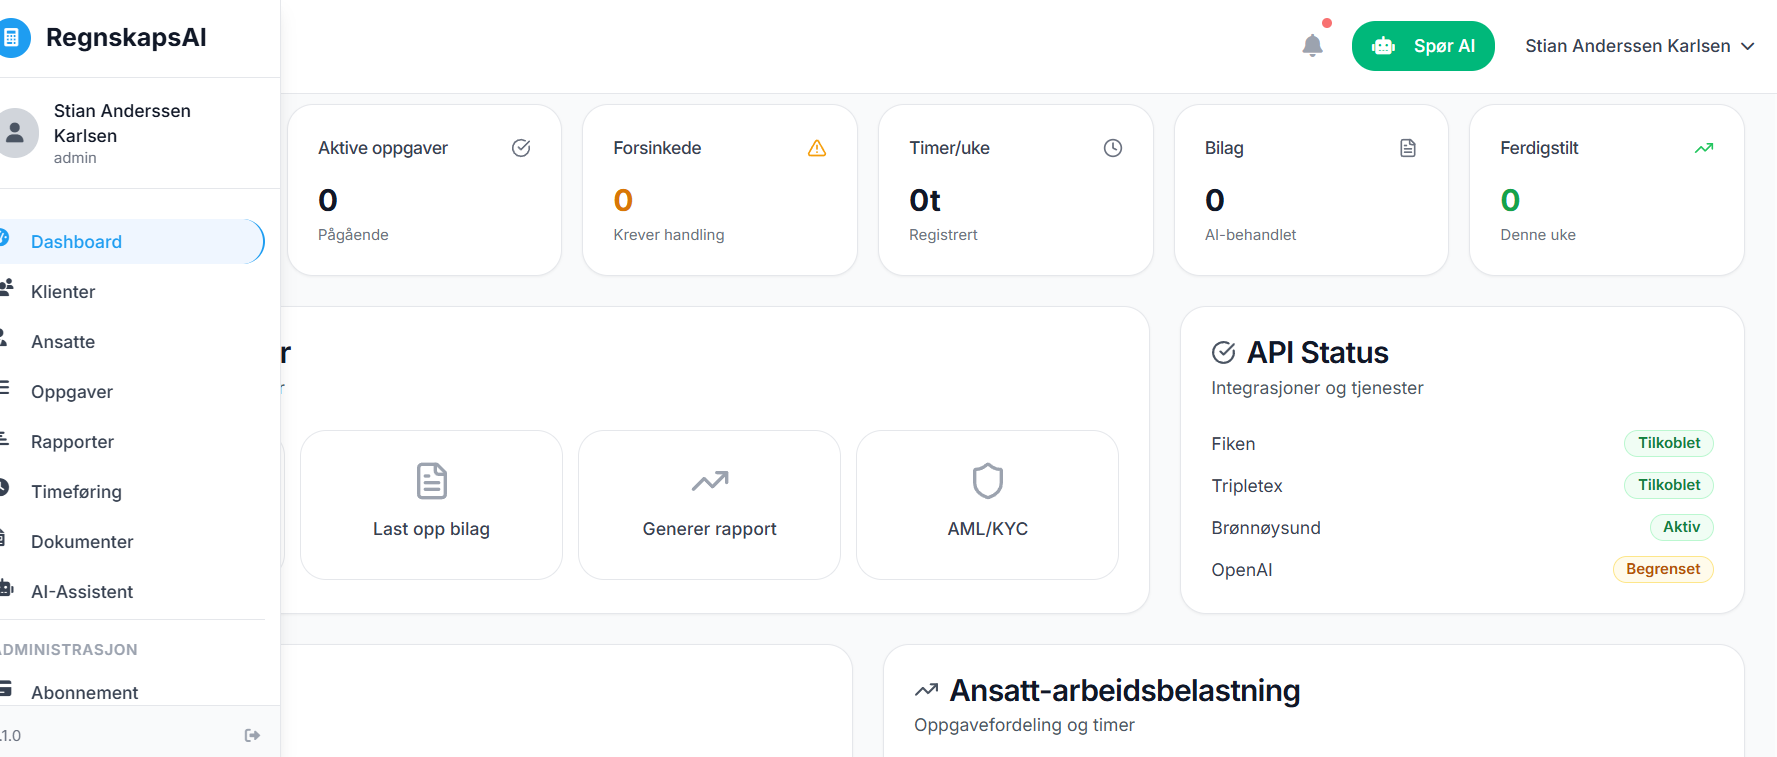 RegnskapsAI
Spør AI
Stian Anderssen Karlsen
Stian Anderssen
Karlsen
admin
Dashboard
Klienter
Ansatte
Oppgaver
Rapporter
Timeføring
Dokumenter
AI-Assistent
ADMINISTRASJON
Abonnement
.1.0
Aktive oppgaver
0
Pågående
Forsinkede
0
Krever handling
Timer/uke
0t
Registrert
Bilag
0
AI-behandlet
Ferdigstilt
0
Denne uke
r
r
Last opp bilag
Generer rapport
AML/KYC
API Status
Integrasjoner og tjenester
Fiken Tilkoblet
Tripletex Tilkoblet
Brønnøysund Aktiv
OpenAI Begrenset
Ansatt-arbeidsbelastning
Oppgavefordeling og timer